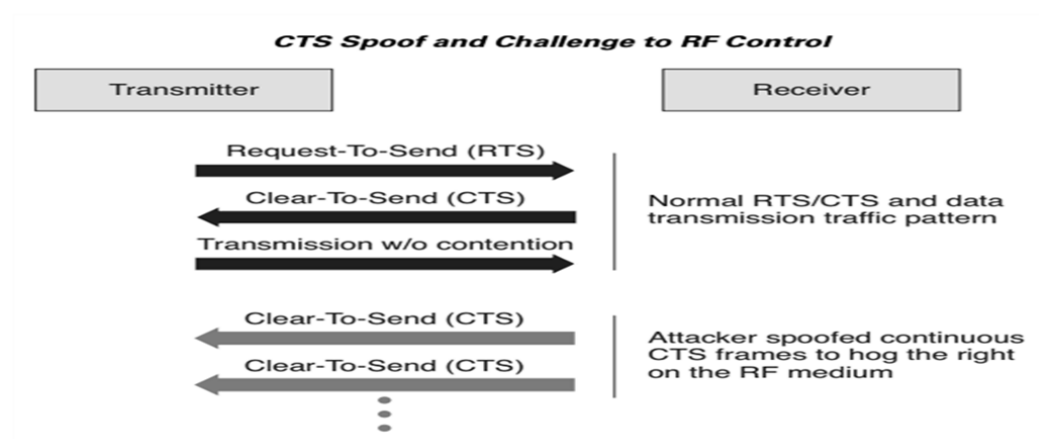 CTS Spoof and Challenge to RF Control
Transmitter
Receiver
Request-To-Send (RTS)
Clear-To-Send (CTS)
Transmission w/o contention
Normal RTS/CTS and data
transmission traffic pattern
Clear-To-Send (CTS)
Clear-To-Send (CTS)
Attacker spoofed continuous
CTS frames to hog the right
on the RF medium